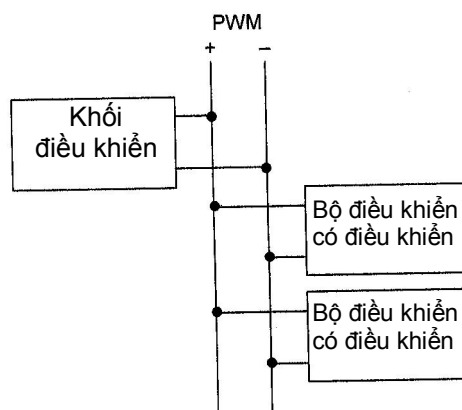 PWM
+ −
Khối
điều khiển
Bộ điều khiển
có điều khiển
Bộ điều khiển
có điều khiển